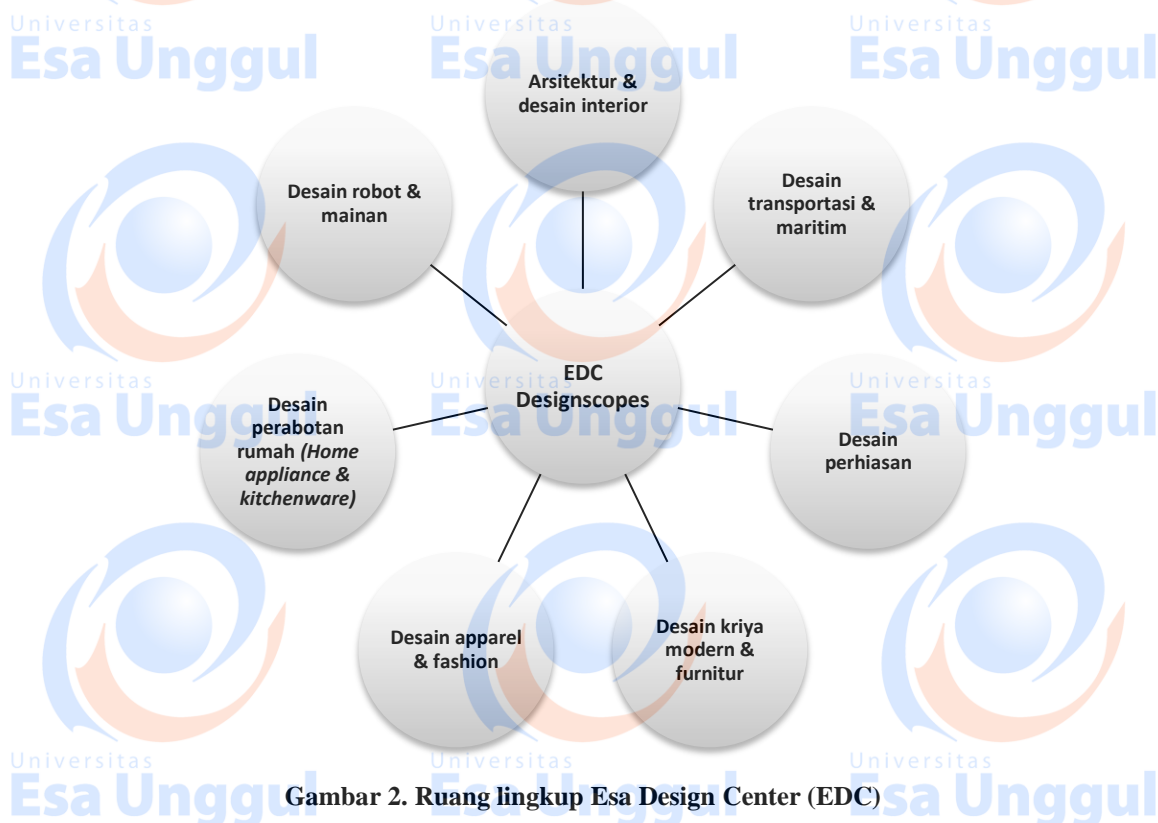 Universitas
Esa Unggul
Universitas
Esa Unggul
Universitas
Esa Unggul
Arsitektur &
desain interior
Desain robot &
mainan
Desain
transportasi &
maritim
Universitas
Esa Unggul
Universitas
Esa Unggul
Universitas
Esa Unggul
EDC
Designscopes
Desain
perabotan
rumah (Home
appliance &
kitchenware)
Desain
perhiasan
Desain apparel
& fashion
Desain kriya
modern &
furnitur
Universitas
Esa Unggul
Universitas
Esa Unggul
Universitas
Esa Unggul
Gambar 2. Ruang lingkup Esa Design Center (EDC)